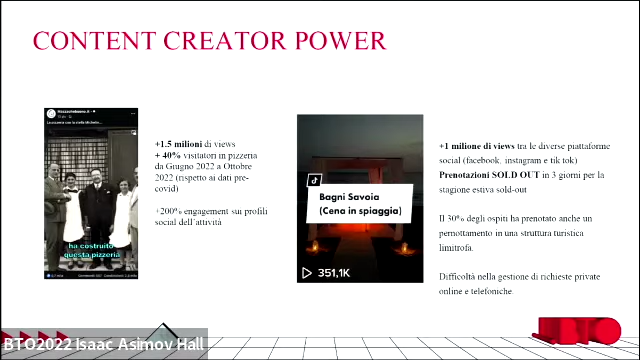 CONTENT CREATOR POWER
ha costruito
questa pizzeria
+1.5 milioni di views
+ 40% visitatori in pizzeria
da Giugno 2022 a Ottobre
2022 (rispetto ai dati pre-
covid)
+200% engagement sui profili
social dell'attività
Bagni Savoia
(Cena in spiaggia)
351,1K
+1 milione di views tra le diverse piattaforme
social (facebook, instagram e tik tok)
Prenotazioni SOLD OUT in 3 giorni per la
stagione estiva sold-out
Il 30% degli ospiti ha prenotato anche un
pernottamento in una struttura turistica
limitrofa.
Difficoltà nella gestione di richieste private
online e telefoniche.
BTO2022 Isaac Asimov Hall
BTO